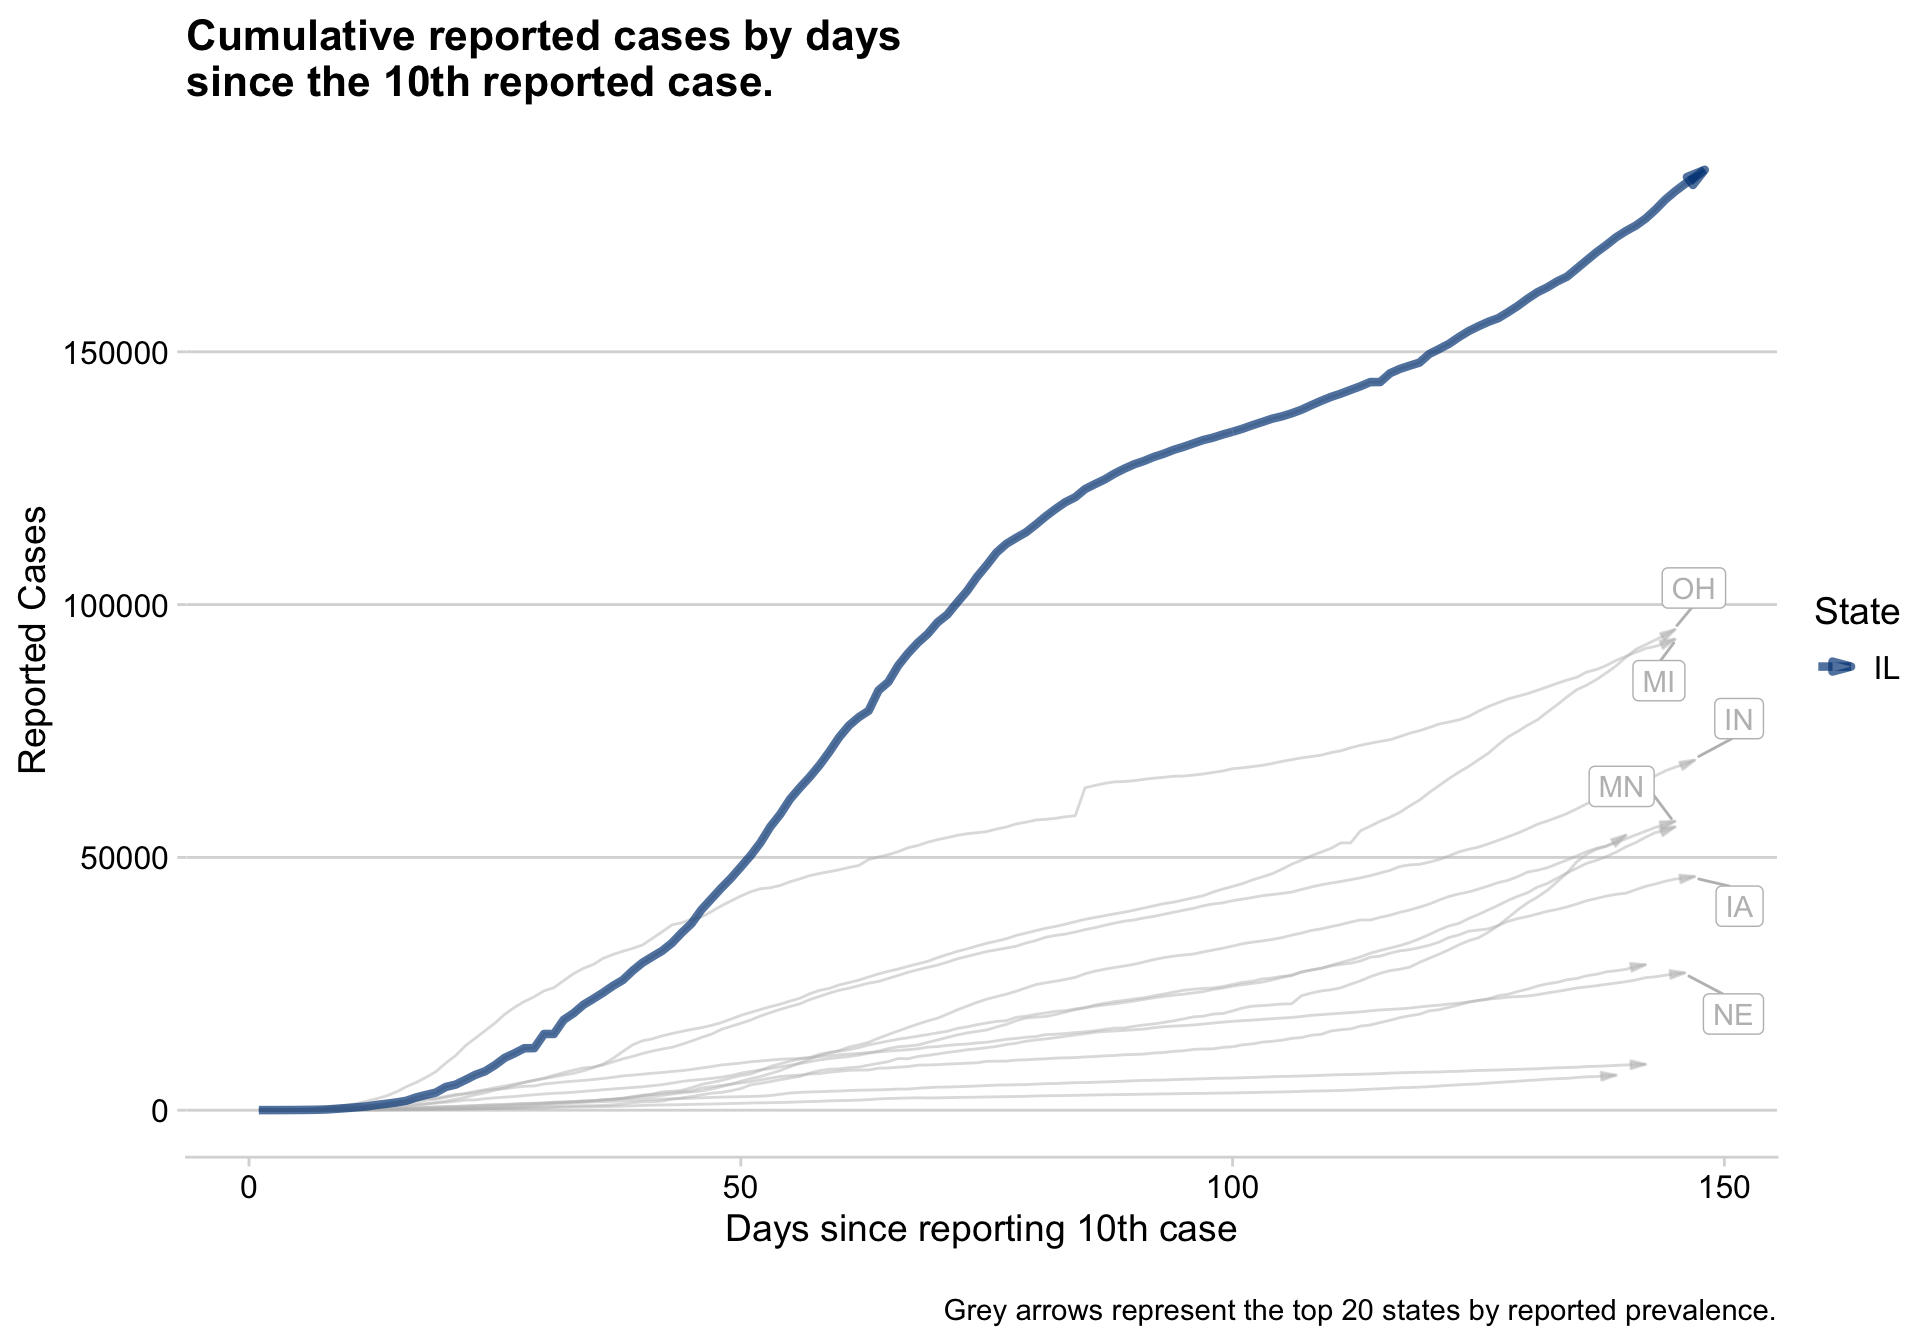 Cumulative reported cases by days
since the 10th reported case.
Reported Cases
150000
100000
50000
0
OH
MI
IN
MN
IA
NE
State
IL
0
50
100
150
Days since reporting 10th case
Grey arrows represent the top 20 states by reported prevalence.